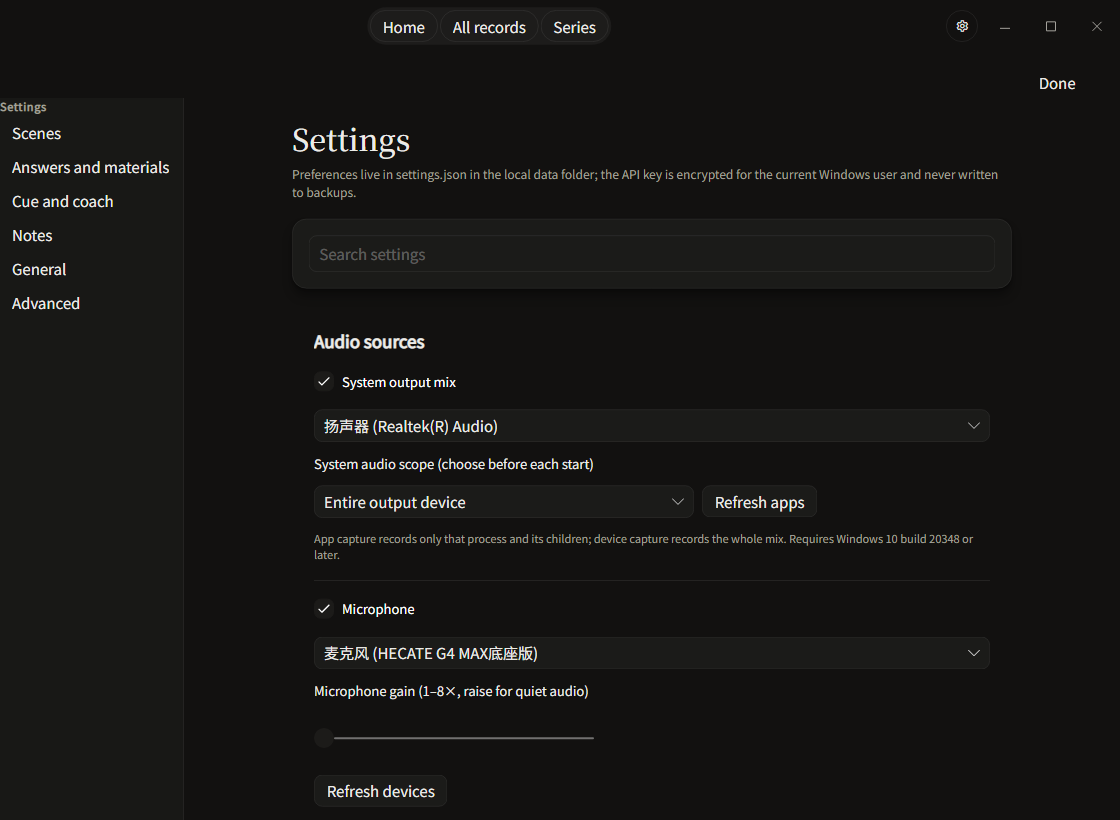 Home
All records
Series
Done
Settings
Scenes
Answers and materials
Cue and coach
Notes
General
Advanced
Settings
Preferences live in settings.json in the local data folder; the API key is encrypted for the current Windows user and never written
to backups.
Search settings
Audio sources
System output mix
扬声器 (Realtek(R) Audio)
System audio scope (choose before each start)
Entire output device
Refresh apps
App capture records only that process and its children; device capture records the whole mix. Requires Windows 10 build 20348 or
later.
Microphone
麦克风 (HECATE G4 MAX底座版)
Microphone gain (1–8×, raise for quiet audio)
Refresh devices